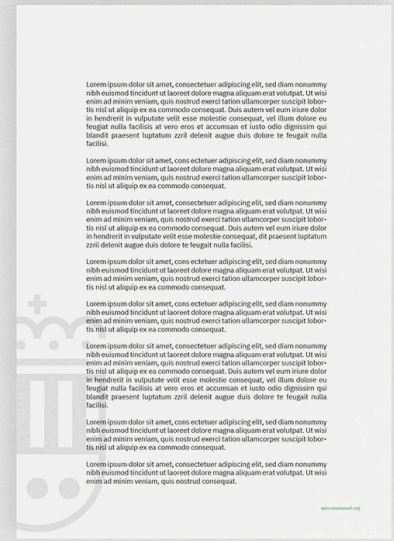 Lorem ipsum dolor sit amet, consectetuer adipiscing elit, sed diam nonummy
nibh euismod tincidunt ut laoreet dolore magna aliquam erat volutpat. Ut wisi
enim ad minim veniam, quis nostrud exerci tation ullamcorper suscipit lobor-
tis nisl ut aliquip ex ea commodo consequat. Duis autem vel eum iriure dolor
in hendrerit in vulputate velit esse molestie consequat, vel illum dolore eu
feugiat nulla facilisis at vero eros et accumsan et iusto odio dignissim qui
blandit praesent luptatum zzril delenit augue duis dolore te feugait nulla
facilisi.
Lorem ipsum dolor sit amet, cons ectetuer adipiscing elit, sed diam nonummy
nibh euismod tincidunt ut laoreet dolore magna aliquam erat volutpat. Ut wisi
enim ad minim veniam, quis nostrud exerci tation ullamcorper suscipit lobor-
tis nisl ut aliquip ex ea commodo consequat.
Lorem ipsum dolor sit amet, cons ectetuer adipiscing elit, sed diam nonummy
nibh euismod tincidunt ut laoreet dolore magna aliquam erat volutpat. Ut wisi
enim ad minim veniam, quis nostrud exerci tation ullamcorper suscipit lobor-
tis nisl ut aliquip ex ea commodo consequat. Duis autem vel eum iriure dolor
in hendrerit in vulputate velit esse molestie consequat, dit praesent luptatum
zzril delenit augue duis dolore te feugait nulla facilisi.
Lorem ipsum dolor sit amet, cons ectetuer adipiscing elit, sed diam nonummy
nibh euismod tincidunt ut laoreet dolore magna aliquam erat volutpat. Ut wisi
enim ad minim veniam, quis nostrud exerci tation ullamcorper suscipit lobor-
tis nisl ut aliquip ex ea commodo consequat.
Lorem ipsum dolor sit amet, cons ectetuer adipiscing elit, sed diam nonummy
nibh euismod tincidunt ut laoreet dolore magna aliquam erat volutpat. Ut wisi
enim ad minim veniam, quis nostrud exerci tation ullamcorper suscipit lobor-
tis nisl ut aliquip ex ea commodo consequat.
Lorem ipsum dolor sit amet, consectetuer adipiscing elit, sed diam nonummy
nibh euismod tincidunt ut laoreet dolore magna aliquam erat volutpat. Ut wisi
enim ad minim veniam, quis nostrud exerci tation ullamcorper suscipit lobor-
tis nisl ut aliquip ex ea commodo consequat. Duis autem vel eum iriure dolor
in hendrerit in vulputate velit esse molestie consequat, vel illum dolore eu
feugiat nulla facilisis at vero eros et accumsan et iusto odio dignissim qui
blandit praesent luptatum zzril delenit augue duis dolore te feugait nulla
facilisi.
Lorem ipsum dolor sit amet, cons ectetuer adipiscing elit, sed diam nonummy
nibh euismod tincidunt ut laoreet dolore magna aliquam erat volutpat. Ut wisi
enim ad minim veniam, quis nostrud exerci tation ullamcorper suscipit lobor-
tis nisl ut aliquip ex ea commodo consequat.
Lorem ipsum dolor sit amet, consectetuer adipiscing elit, sed diam nonummy
nibh euismod tincidunt ut laoreet dolore magna aliquam erat volutpat. Ut wisi
enim ad minim veniam, quis nostrud consequat.